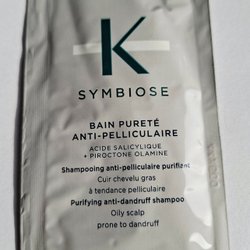 K
SYMBIOSE
BAIN PURETÉ
ANTI-PELLICULAIRE
ACIDE SALICYLIQUE
+ PIROCTONE OLAMINE
Shampooing anti-pelliculaire purifiant
Cuir chevelu gras
à tendance pelliculaire
Purifying anti-dandruff shampoo
Oily scalp
prone to dandruff